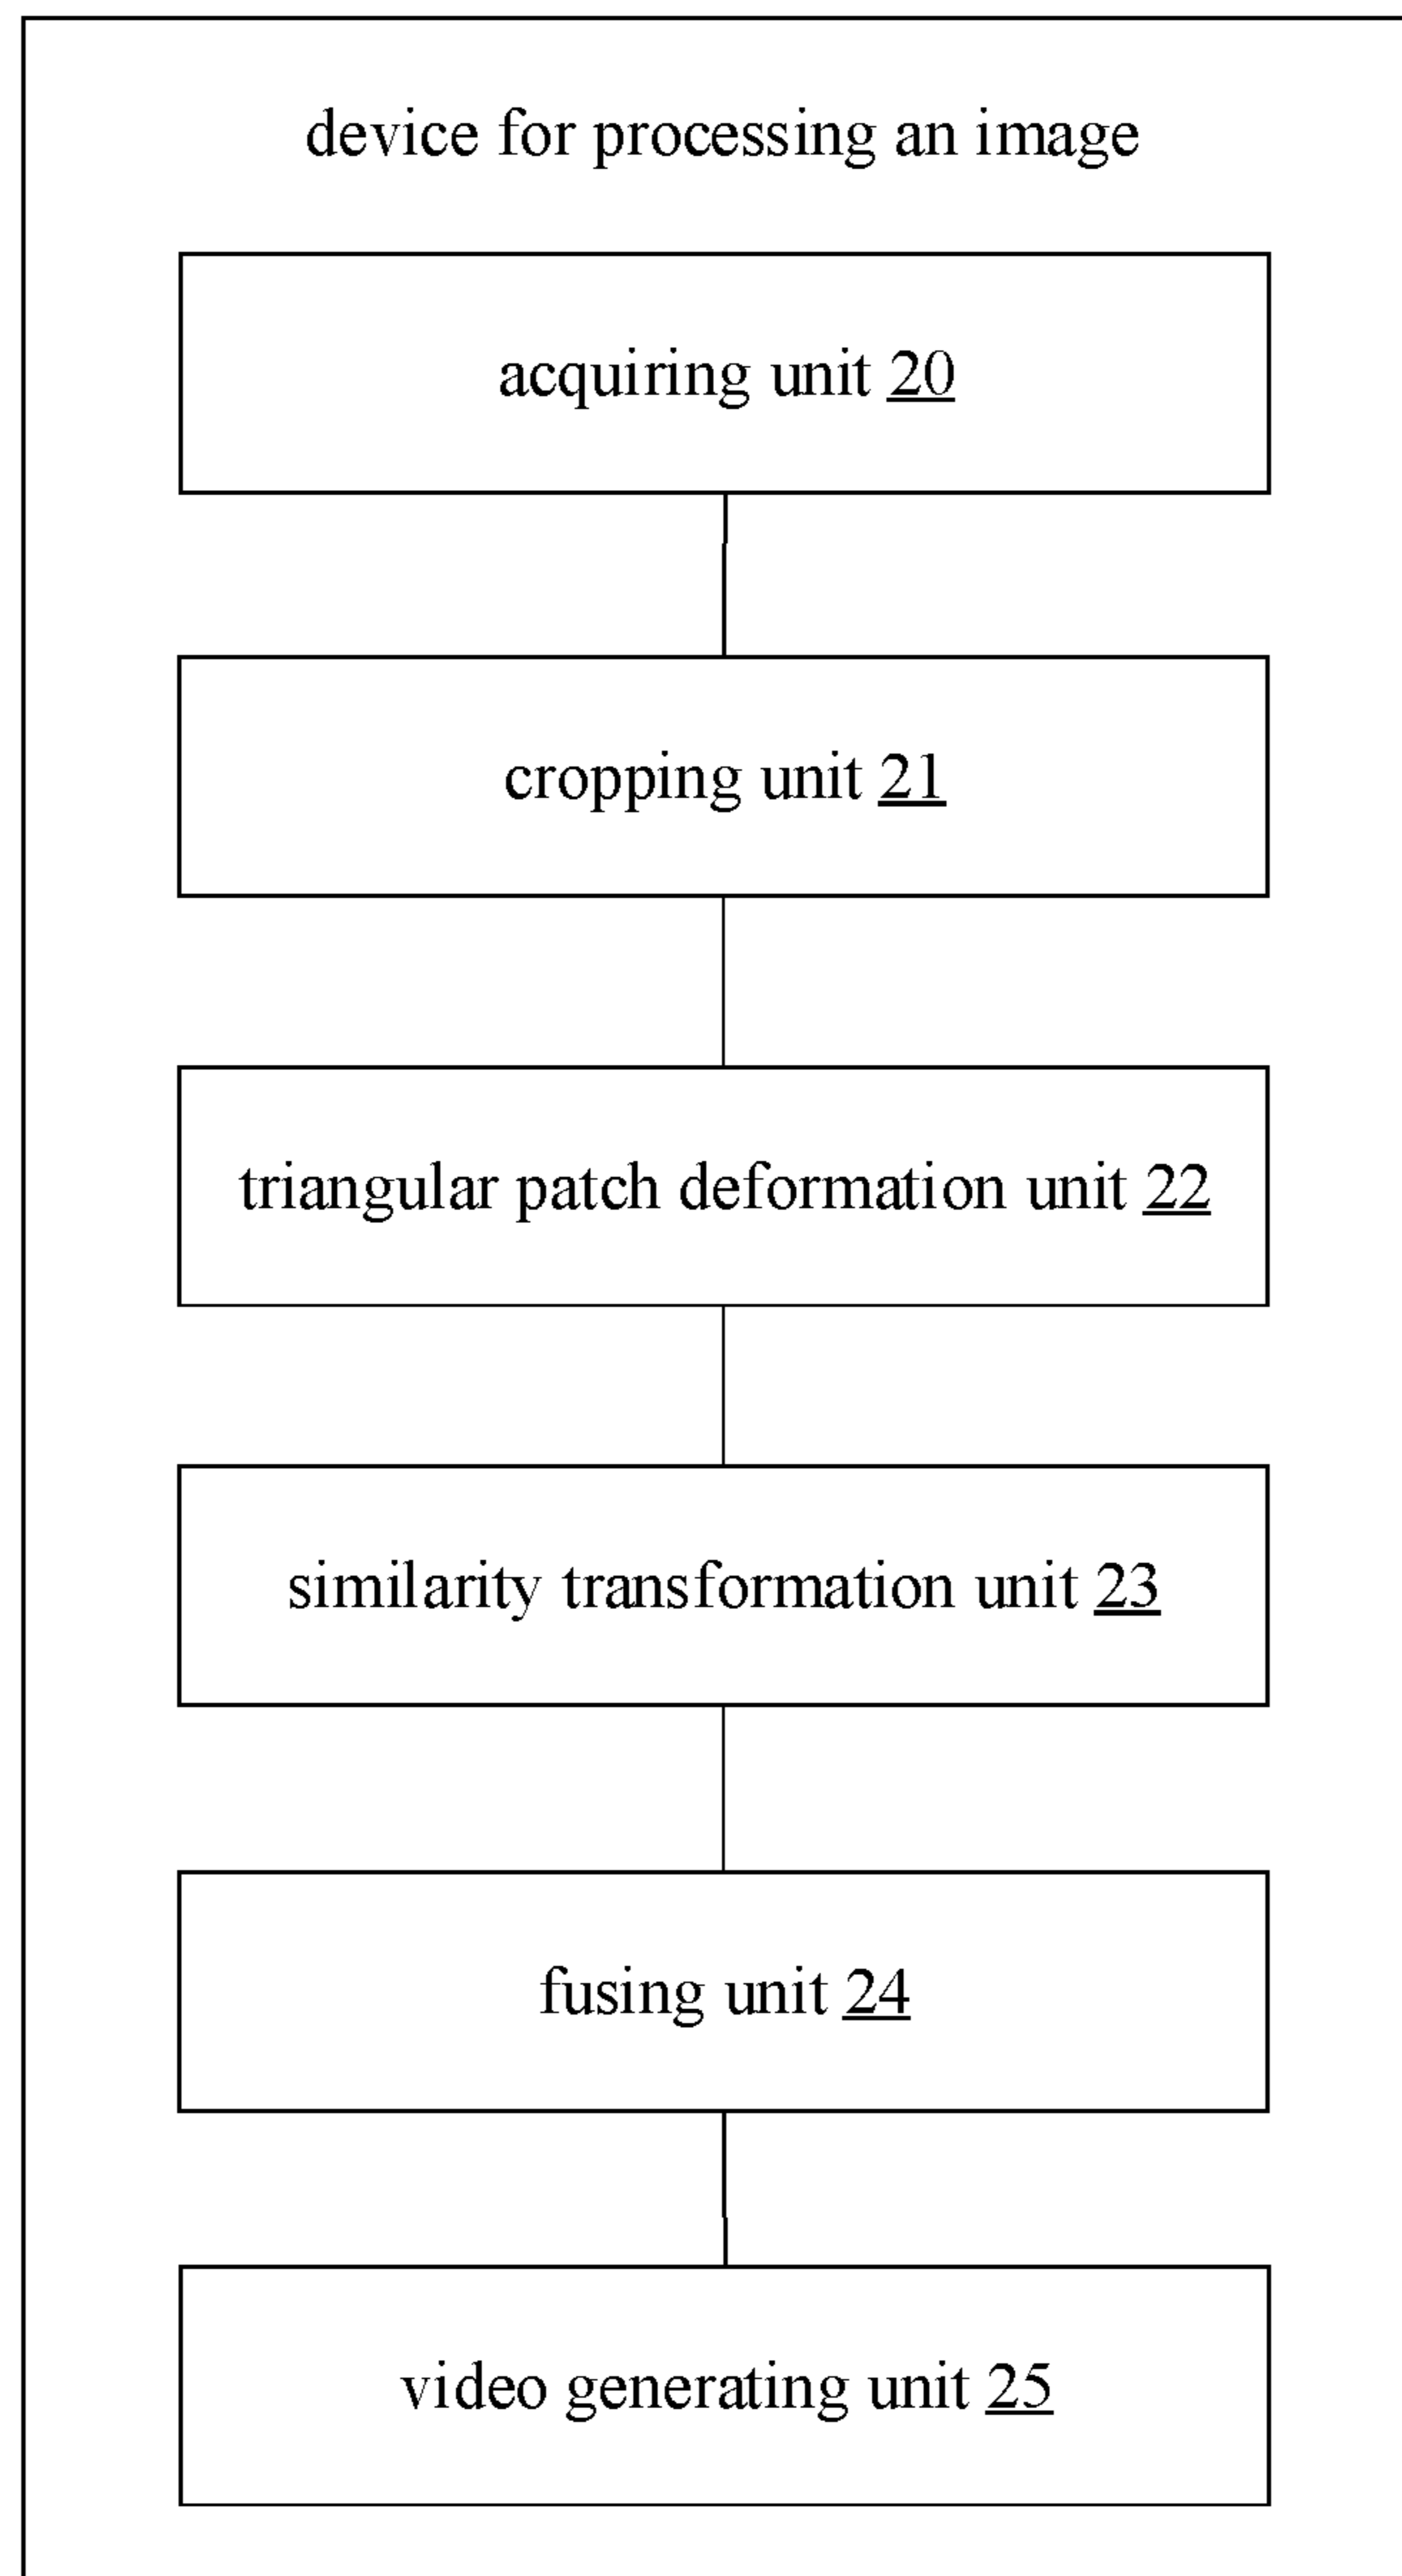 device for processing an image
acquiring unit 20
cropping unit 21
triangular patch deformation unit 22
similarity transformation unit 23
fusing unit 24
video generating unit 25